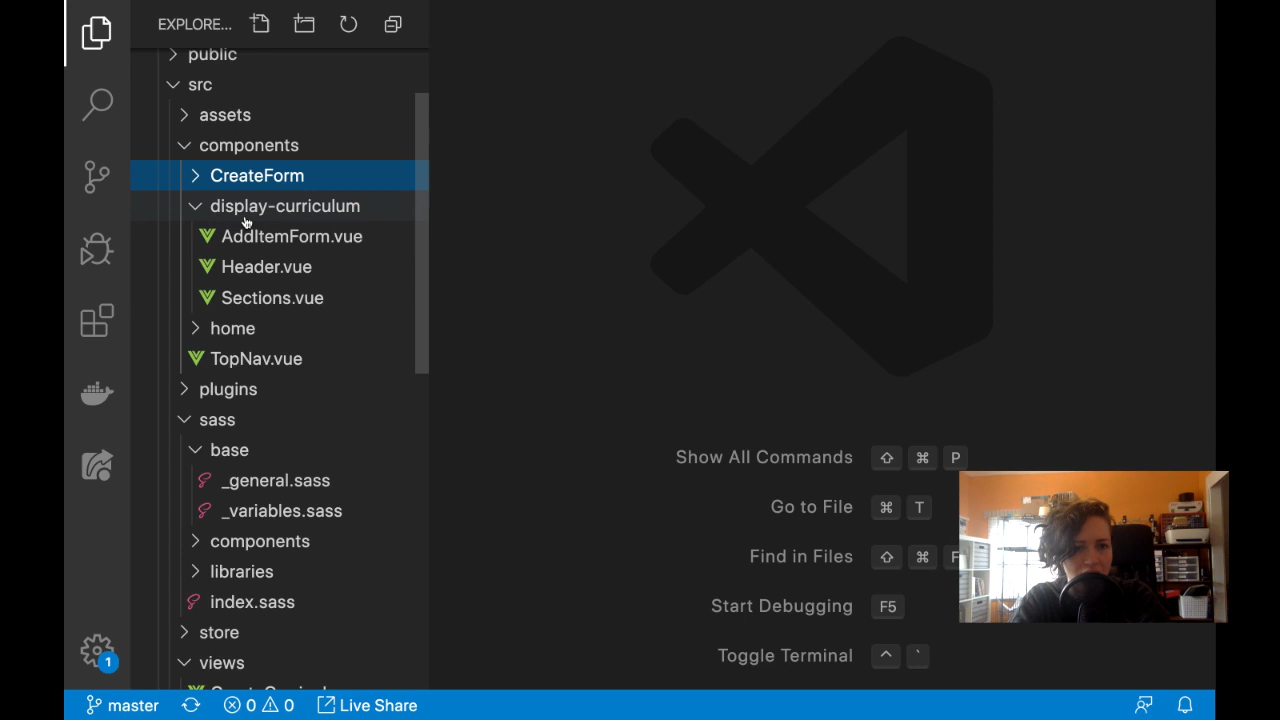 EXPLORE...
public
src
assets
components
CreateForm
display-curriculum
AddItemForm.vue
Header.vue
Sections.vue
home
TopNav.vue
plugins
sass
base
_general.sass
_variables.sass
components
libraries
index.sass
store
views
Show All Commands ⇧ ⌘ P
Go to File ⌘ T
Find in Files ⇧ ⌘ F
Start Debugging F5
Toggle Terminal ^ `
1
master 0 0 Live Share